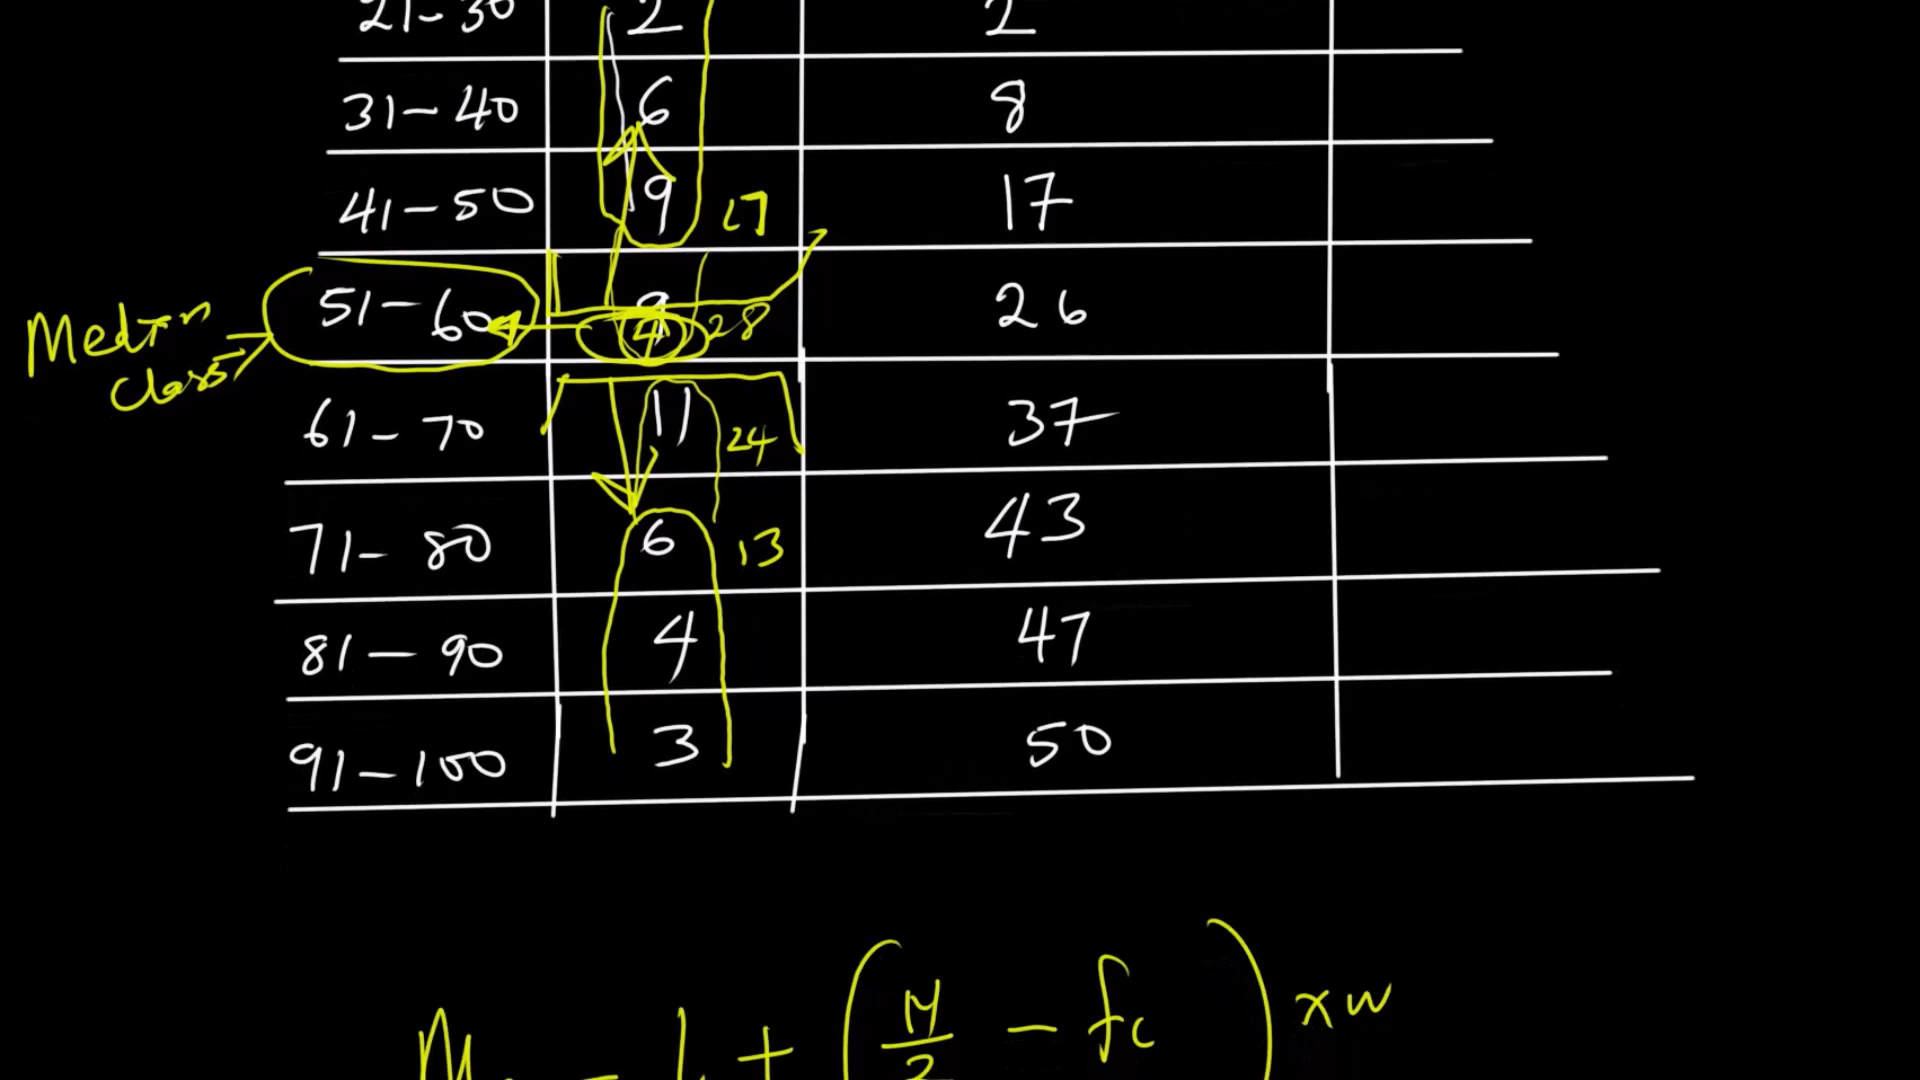 21-30 2 2
31-40 6 8
41-50 9 17 17
51-60 9 4 28 26
Median class
61-70 11 24 37
71-80 6 13 43
81-90 4 47
91-100 3 50
( N/2 - fc ) x w